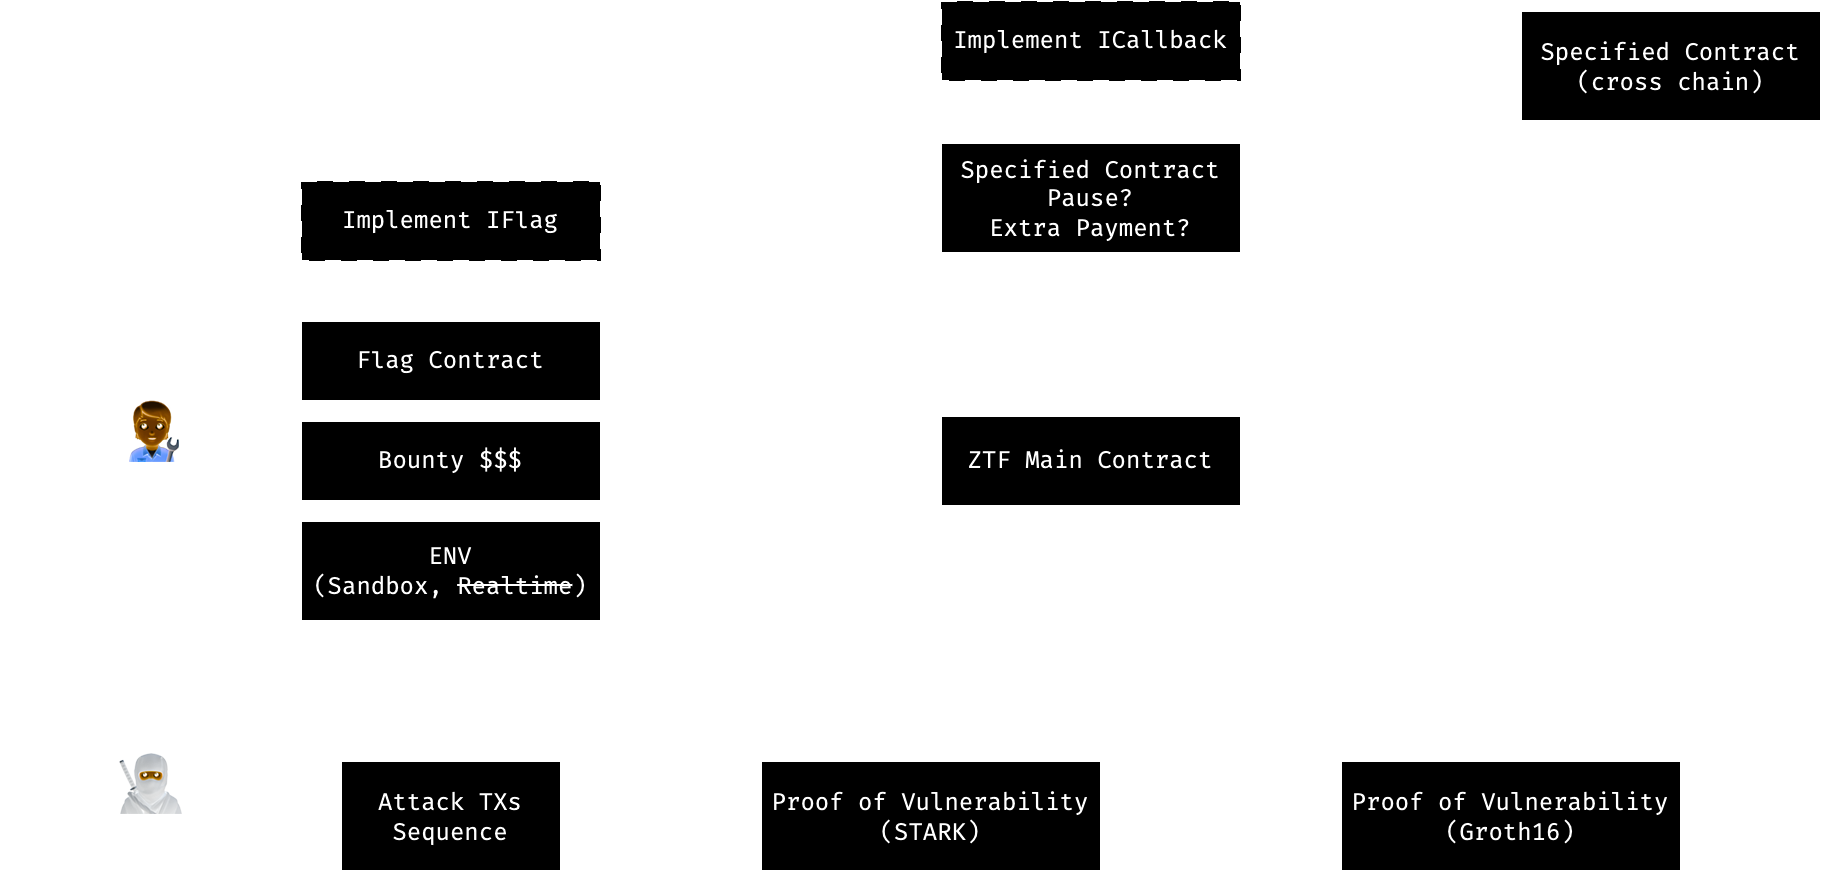 Implement ICallback
Specified Contract
(cross chain)
Specified Contract
Pause?
Extra Payment?
Implement IFlag
Flag Contract
Bounty $$$
ZTF Main Contract
ENV
(Sandbox, Realtime)
Attack TXs
Sequence
Proof of Vulnerability
(STARK)
Proof of Vulnerability
(Groth16)